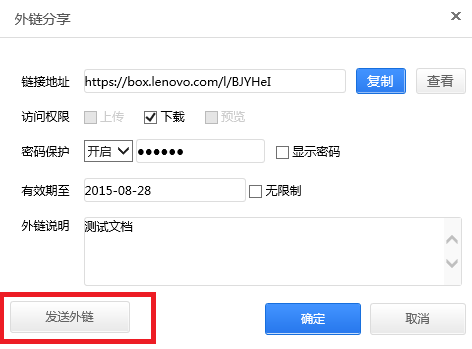 外链分享
链接地址 https://box.lenovo.com/l/BJYHeI 复制 查看
访问权限 上传 下载 预览
密码保护 开启 ●●●●●● 显示密码
有效期至 2015-08-28 无限制
外链说明 测试文档
发送外链 确定 取消